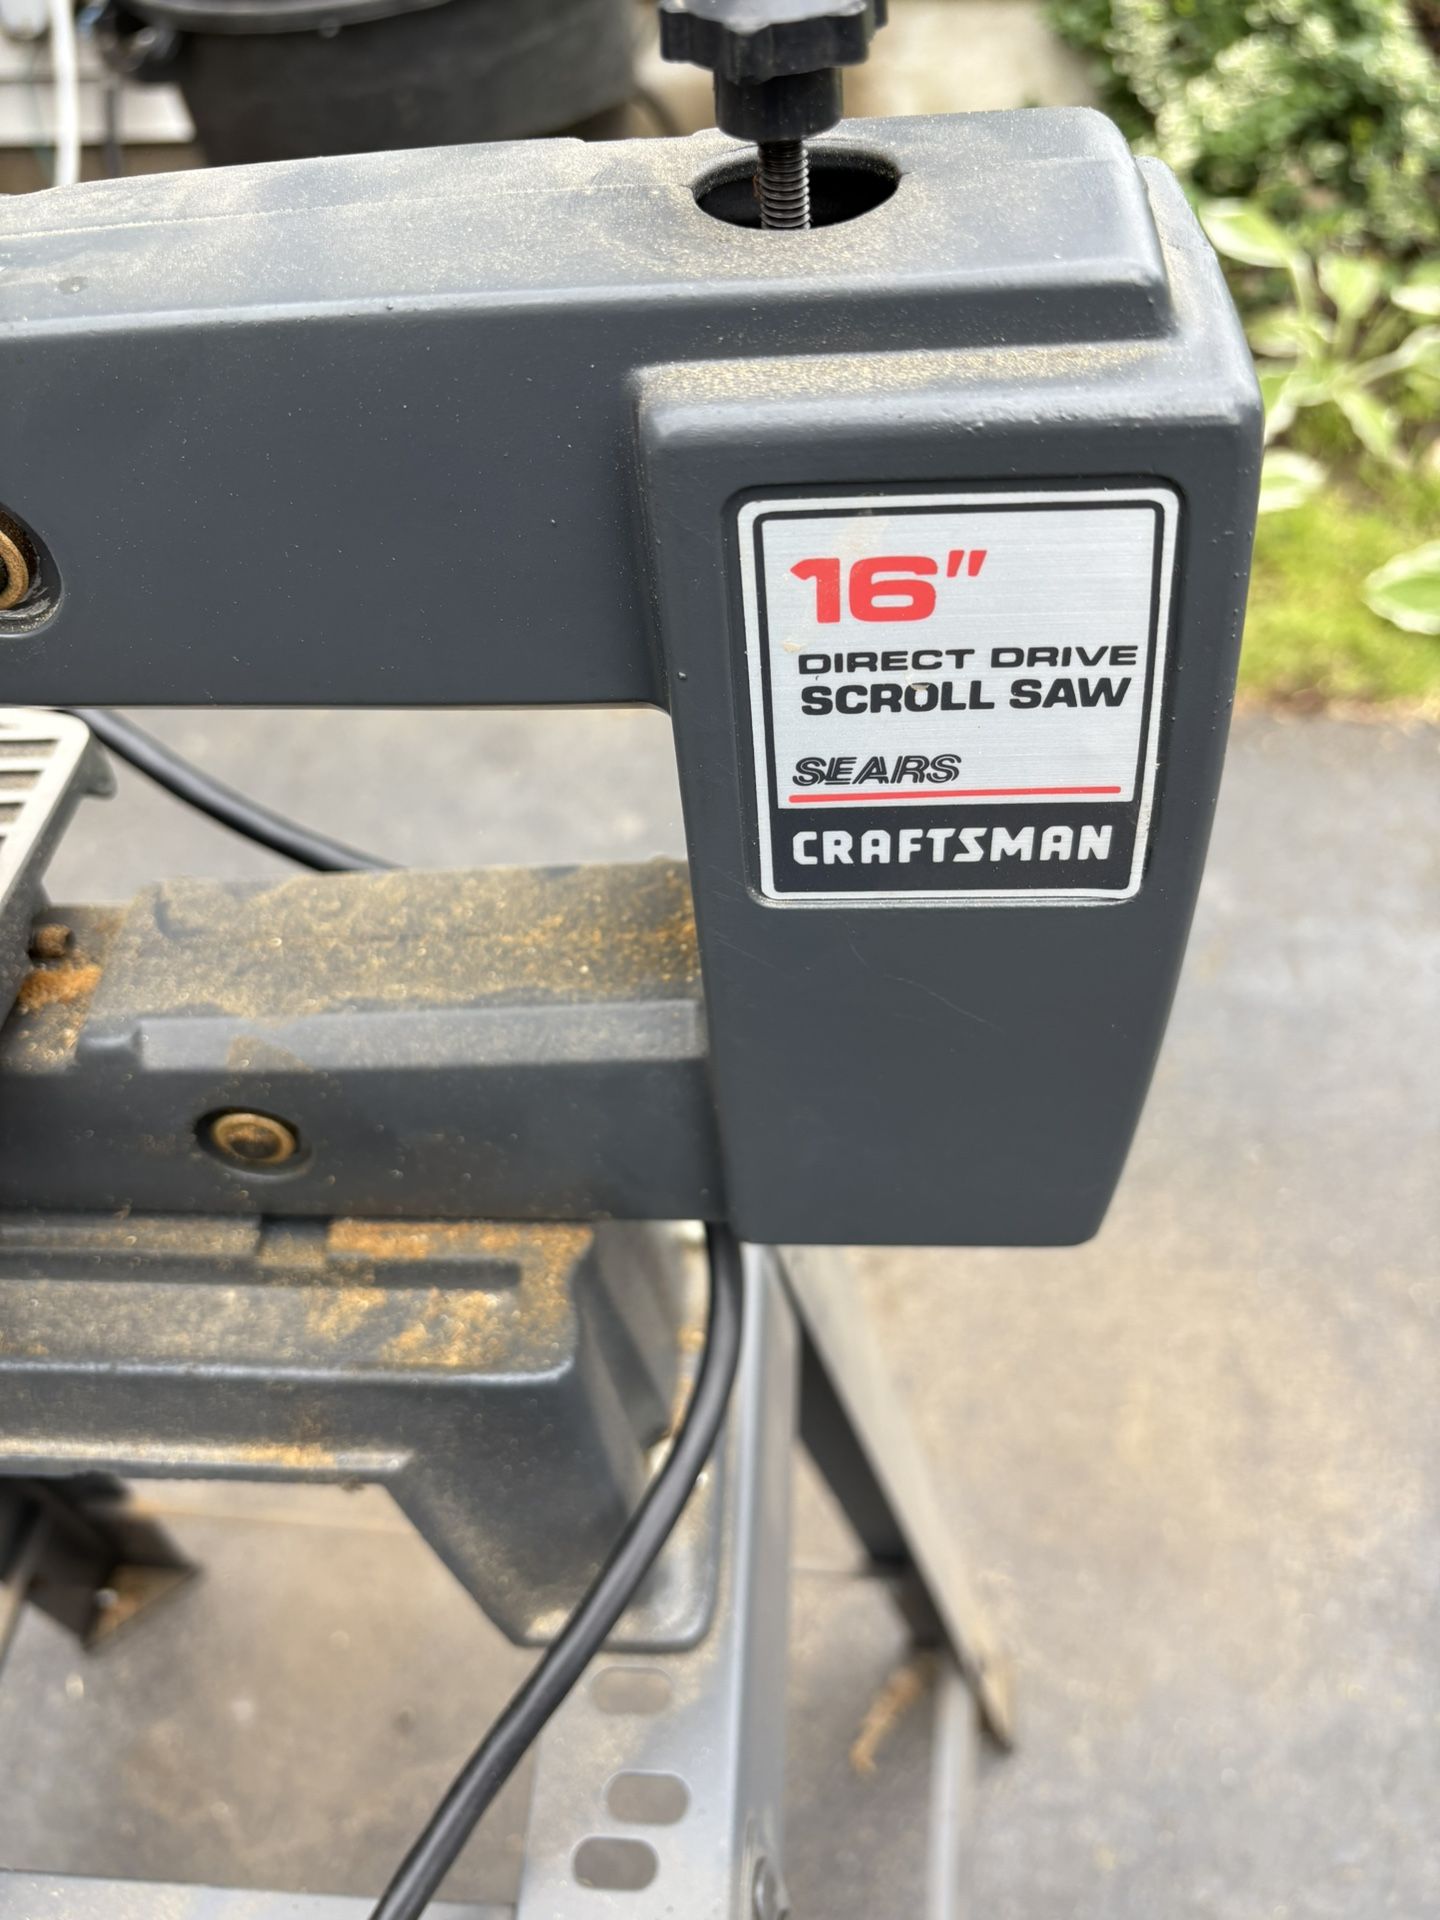 16"
DIRECT DRIVE
SCROLL SAW
SEARS
CRAFTSMAN